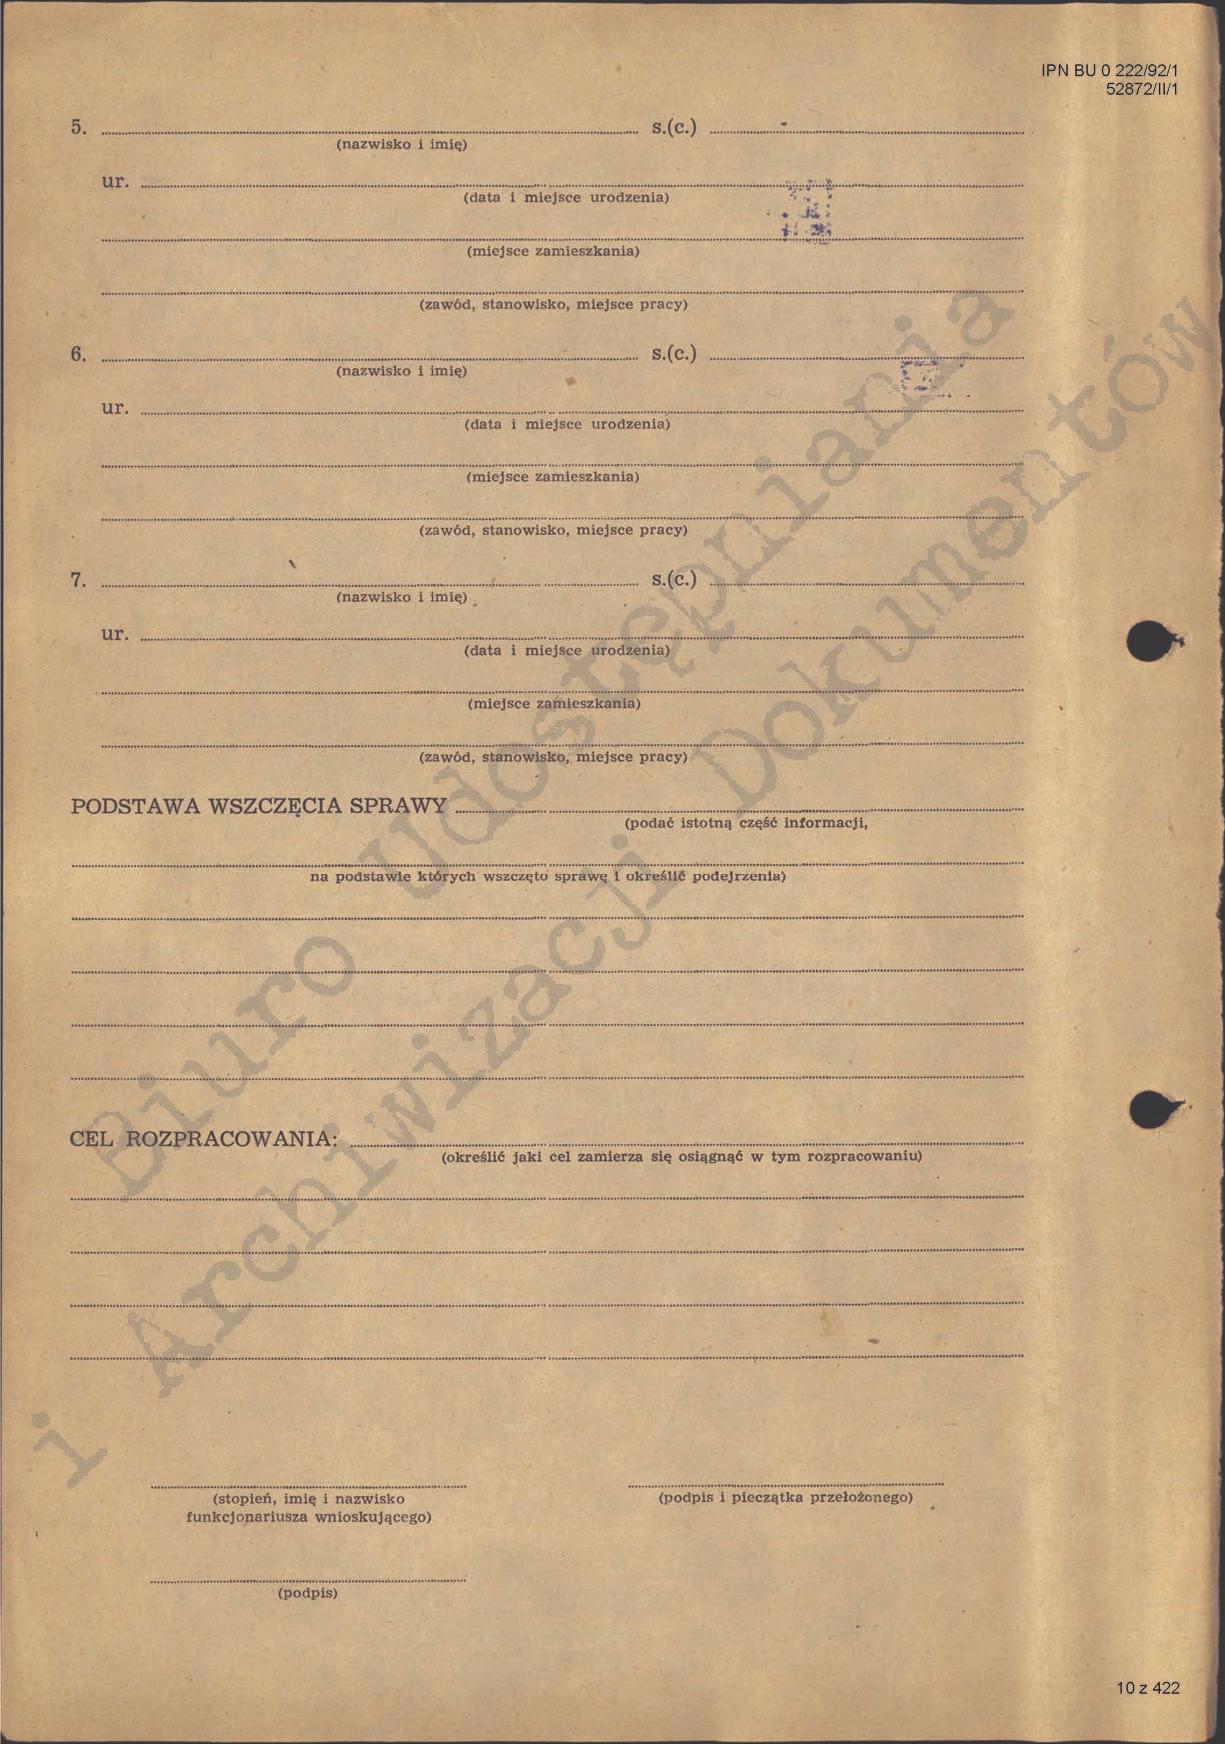 IPN BU 0 222/92/1
52872/II/1
5. s.(c.)
(nazwisko i imię)
ur.
(data i miejsce urodzenia)
(miejsce zamieszkania)
(zawód, stanowisko, miejsce pracy)
6. s.(c.)
(nazwisko i imię)
ur.
(data i miejsce urodzenia)
(miejsce zamieszkania)
(zawód, stanowisko, miejsce pracy)
7. s.(c.)
(nazwisko i imię)
ur.
(data i miejsce urodzenia)
(miejsce zamieszkania)
(zawód, stanowisko, miejsce pracy)
PODSTAWA WSZCZĘCIA SPRAWY
(podać istotną część informacji,
na podstawie których wszczęto sprawę i określić podejrzenia)
CEL ROZPRACOWANIA:
(określić jaki cel zamierza się osiągnąć w tym rozpracowaniu)
(stopień, imię i nazwisko
funkcjonariusza wnioskującego)
(podpis i pieczątka przełożonego)
(podpis)
10 z 422
Biuro Udostępniania
i Archiwizacji Dokumentów